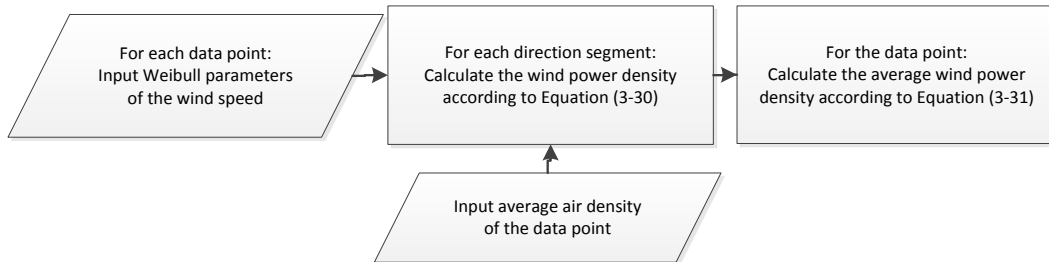 For each data point:
Input Weibull parameters
of the wind speed
For each direction segment:
Calculate the wind power density
according to Equation (3-30)
For the data point:
Calculate the average wind power
density according to Equation (3-31)
Input average air density
of the data point